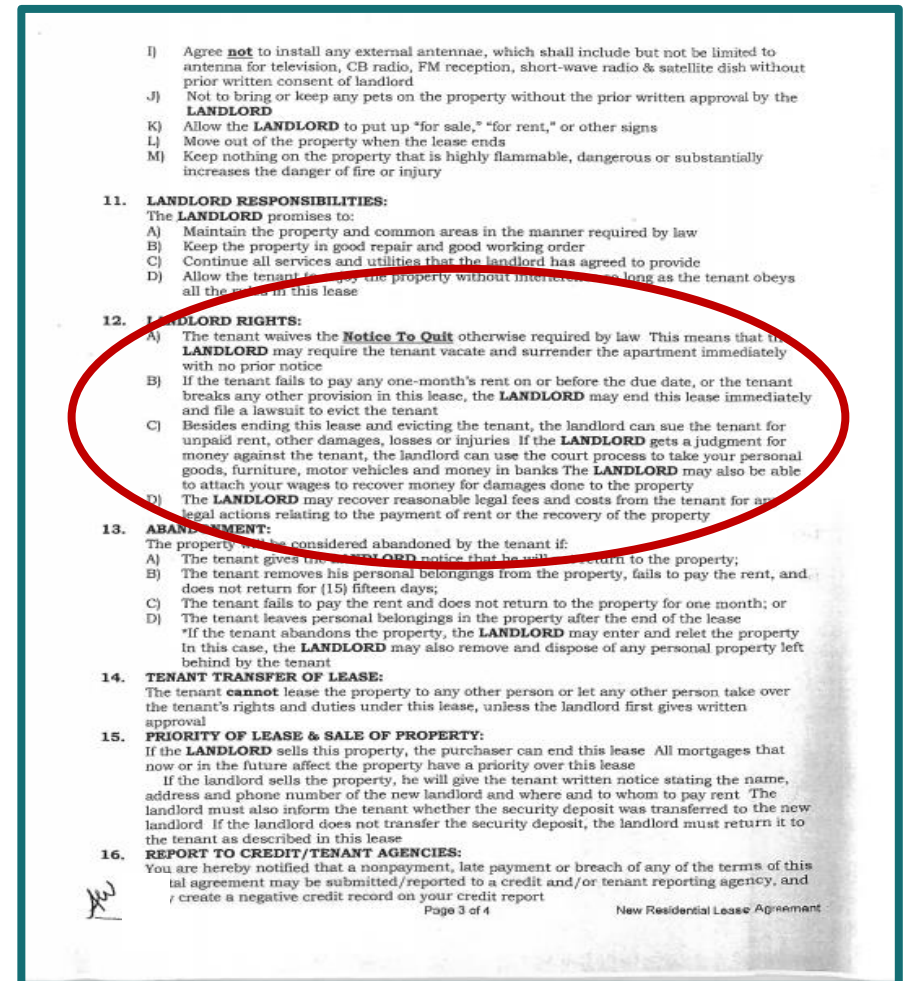 I) Agree not to install any external antennae, which shall include but not be limited to
antenna for television, CB radio, FM reception, short-wave radio & satellite dish without
prior written consent of landlord
J) Not to bring or keep any pets on the property without the prior written approval by the
LANDLORD
K) Allow the LANDLORD to put up "for sale," "for rent," or other signs
L) Move out of the property when the lease ends
M) Keep nothing on the property that is highly flammable, dangerous or substantially
increases the danger of fire or injury
11. LANDLORD RESPONSIBILITIES:
The LANDLORD promises to:
A) Maintain the property and common areas in the manner required by law
B) Keep the property in good repair and good working order
C) Continue all services and utilities that the landlord has agreed to provide
D) Allow the tenant to enjoy the property without interference so long as the tenant obeys
all the rules in this lease
12. LANDLORD RIGHTS:
A) The tenant waives the Notice To Quit otherwise required by law This means that the
LANDLORD may require the tenant vacate and surrender the apartment immediately
with no prior notice
B) If the tenant fails to pay any one-month's rent on or before the due date, or the tenant
breaks any other provision in this lease, the LANDLORD may end this lease immediately
and file a lawsuit to evict the tenant
C) Besides ending this lease and evicting the tenant, the landlord can sue the tenant for
unpaid rent, other damages, losses or injuries If the LANDLORD gets a judgment for
money against the tenant, the landlord can use the court process to take your personal
goods, furniture, motor vehicles and money in banks The LANDLORD may also be able
to attach your wages to recover money for damages done to the property
D) The LANDLORD may recover reasonable legal fees and costs from the tenant for any
legal actions relating to the payment of rent or the recovery of the property
13. ABANDONMENT:
The property will be considered abandoned by the tenant if:
A) The tenant gives the LANDLORD notice that he will not return to the property;
B) The tenant removes his personal belongings from the property, fails to pay the rent, and
does not return for (15) fifteen days;
C) The tenant fails to pay the rent and does not return to the property for one month; or
D) The tenant leaves personal belongings in the property after the end of the lease
*If the tenant abandons the property, the LANDLORD may enter and relet the property
In this case, the LANDLORD may also remove and dispose of any personal property left
behind by the tenant
14. TENANT TRANSFER OF LEASE:
The tenant cannot lease the property to any other person or let any other person take over
the tenant's rights and duties under this lease, unless the landlord first gives written
approval
15. PRIORITY OF LEASE & SALE OF PROPERTY:
If the LANDLORD sells this property, the purchaser can end this lease All mortgages that
now or in the future affect the property have a priority over this lease
If the landlord sells the property, he will give the tenant written notice stating the name,
address and phone number of the new landlord and where and to whom to pay rent The
landlord must also inform the tenant whether the security deposit was transferred to the new
landlord If the landlord does not transfer the security deposit, the landlord must return it to
the tenant as described in this lease
16. REPORT TO CREDIT/TENANT AGENCIES:
You are hereby notified that a nonpayment, late payment or breach of any of the terms of this
tal agreement may be submitted/reported to a credit and/or tenant reporting agency, and
create a negative credit record on your credit report
Page 3 of 4 New Residential Lease Agreement